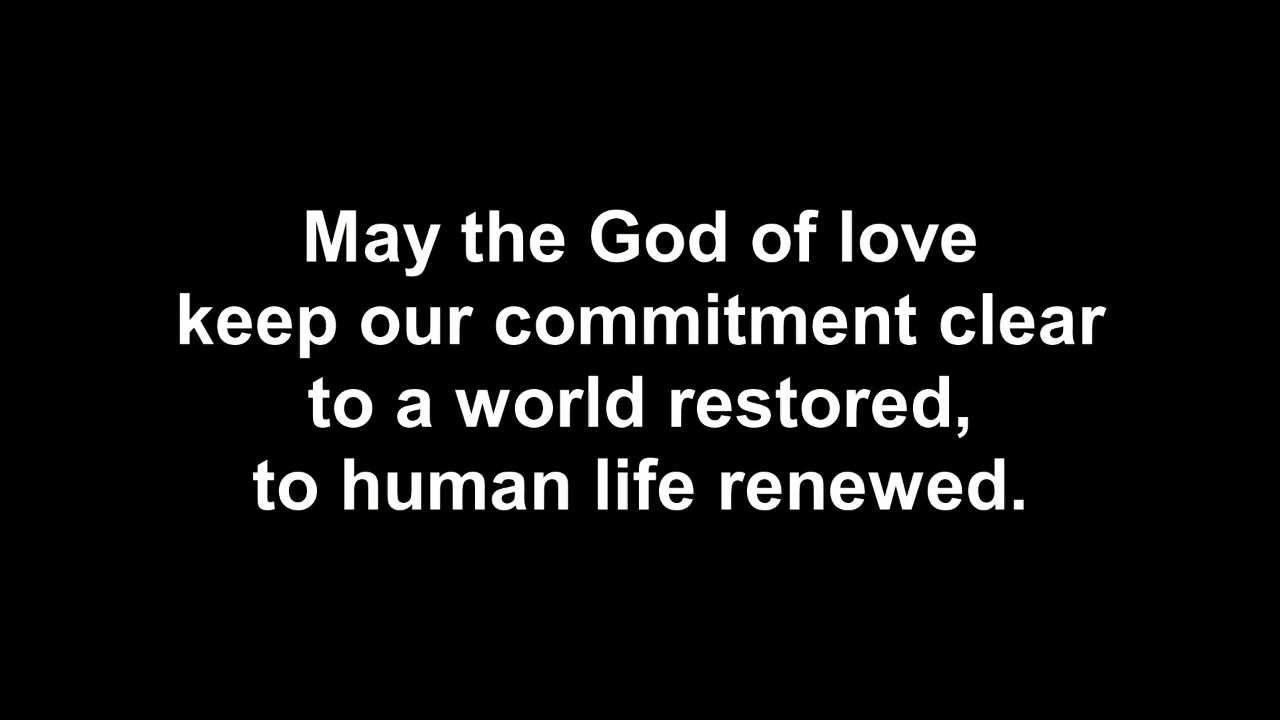 May the God of love
keep our commitment clear
to a world restored,
to human life renewed.